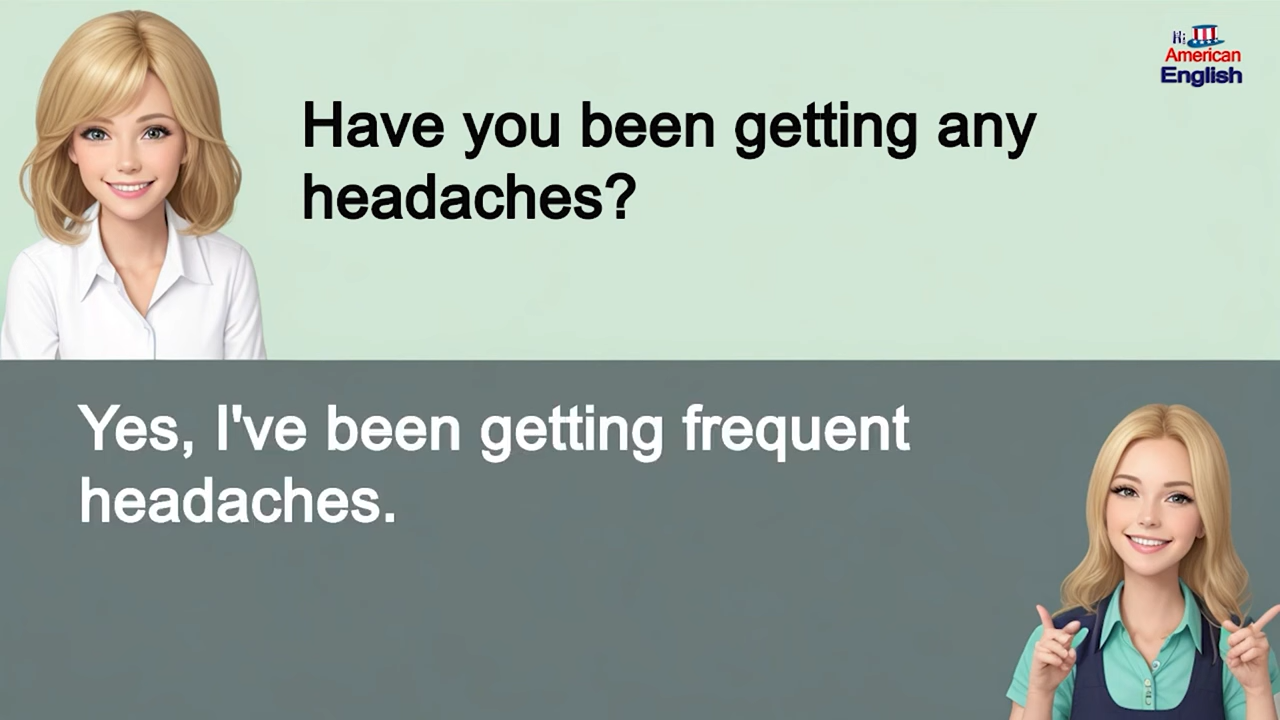 Hi
American
English
Have you been getting any
headaches?
Yes, I've been getting frequent
headaches.